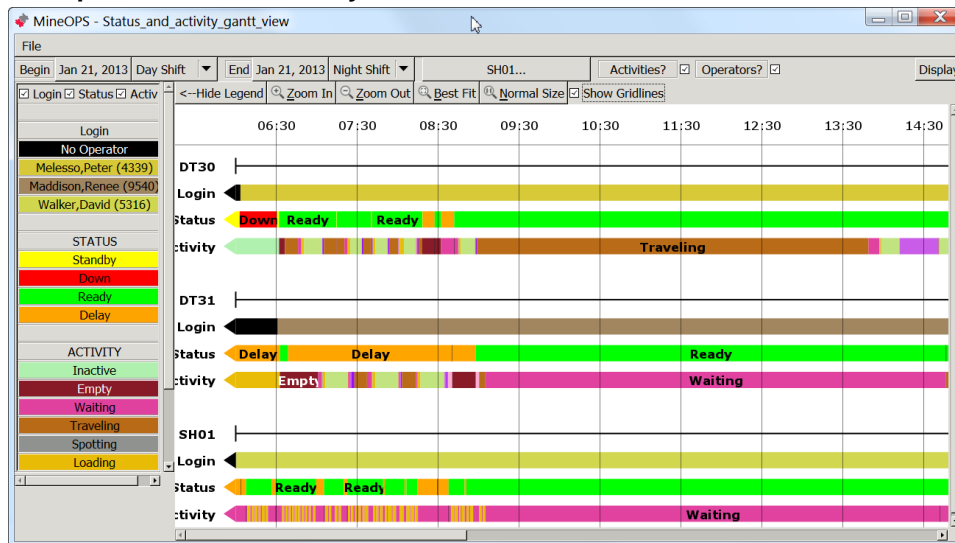 MineOPS - Status_and_activity_gantt_view
File
Begin Jan 21, 2013 Day Shift End Jan 21, 2013 Night Shift SH01... Activities? Operators? Display
Login Status Activ <--Hide Legend Zoom In Zoom Out Best Fit Normal Size Show Gridlines
06:30 07:30 08:30 09:30 10:30 11:30 12:30 13:30 14:30
Login
No Operator
Melesso,Peter (4339)
Maddison,Renee (9540)
Walker,David (5316)
STATUS
Standby
Down
Ready
Delay
ACTIVITY
Inactive
Empty
Waiting
Traveling
Spotting
Loading
DT30
Login
Status Down Ready Ready
ctivity Traveling
DT31
Login
Status Delay Delay Ready
ctivity Empty Waiting
SH01
Login
Status Ready Ready
ctivity Waiting